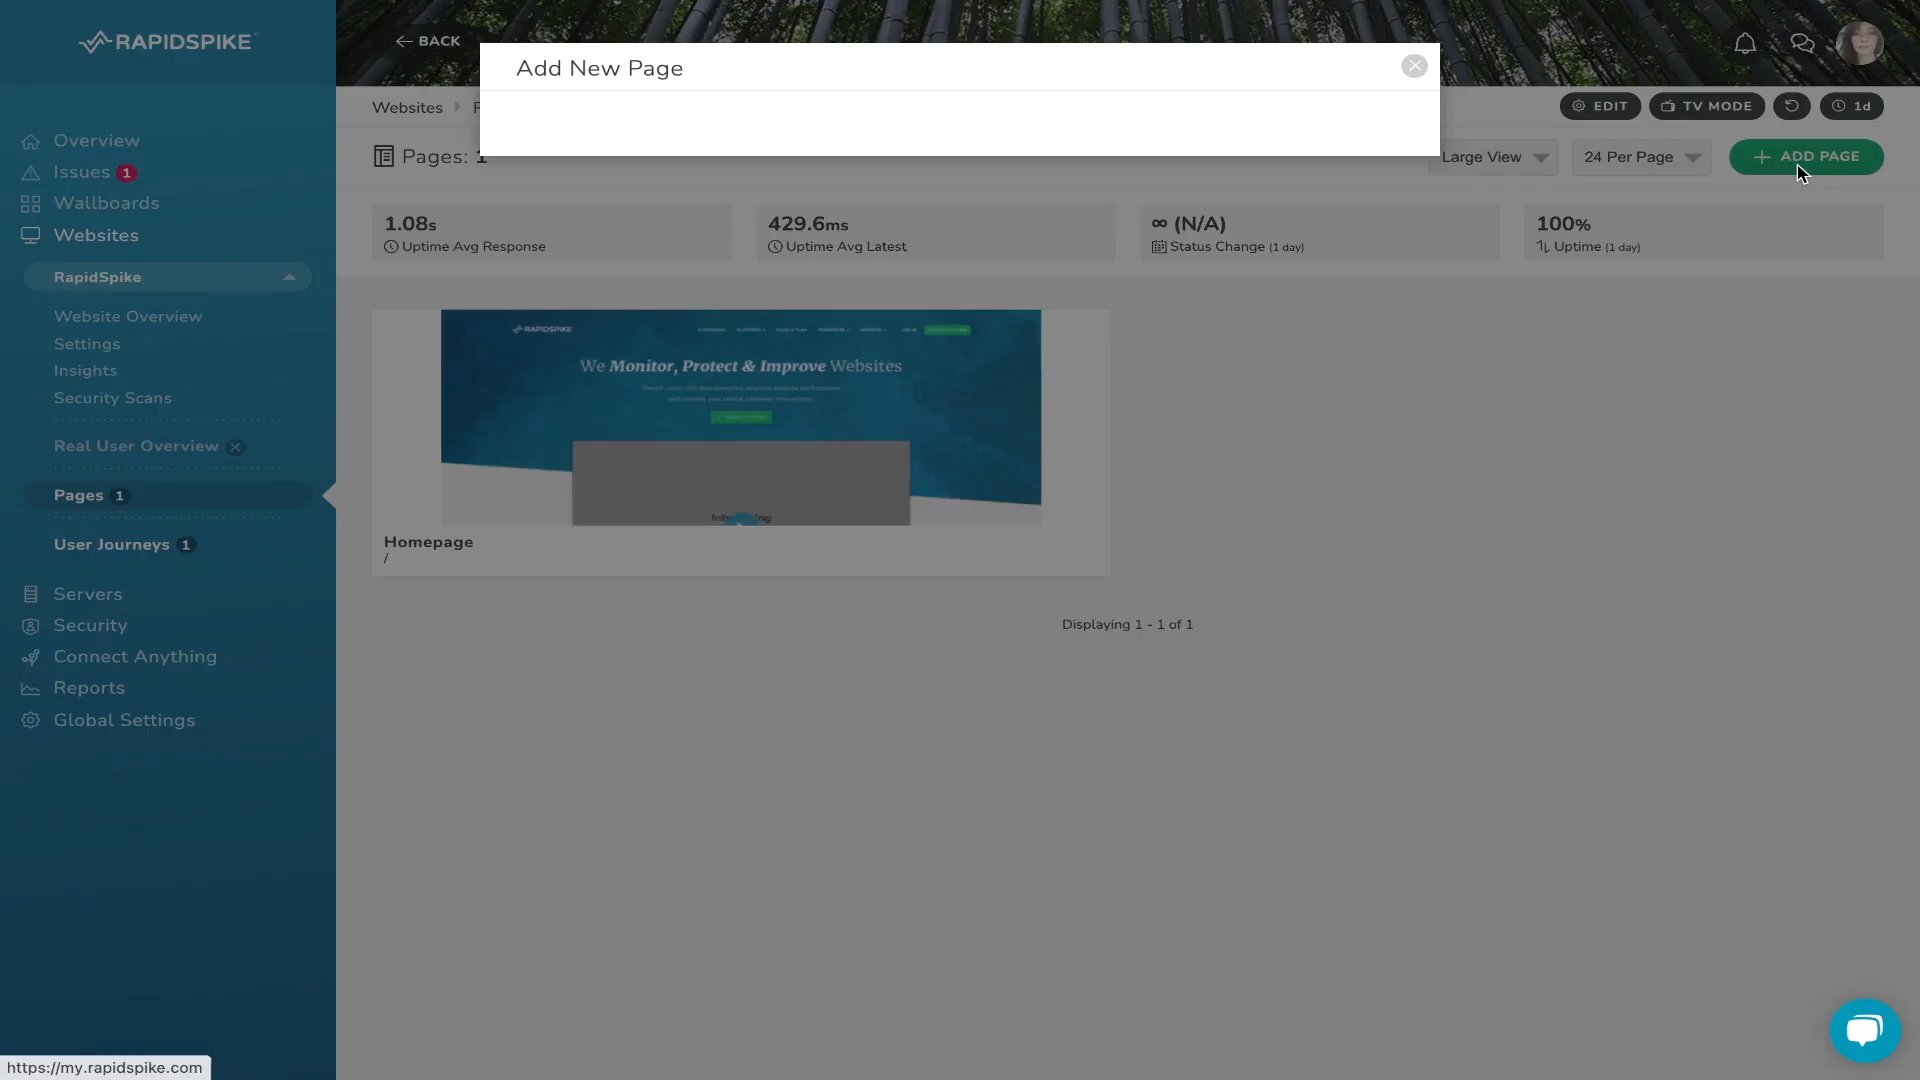 RAPIDSPIKE
BACK
Add New Page
Websites
EDIT
TV MODE
1d
Pages: 1
Large View
24 Per Page
ADD PAGE
1.08s
Uptime Avg Response
429.6ms
Uptime Avg Latest
∞ (N/A)
Status Change (1 day)
100%
Uptime (1 day)
Overview
Issues 1
Wallboards
Websites
RapidSpike
Website Overview
Settings
Insights
Security Scans
Real User Overview
Pages 1
User Journeys 1
Servers
Security
Connect Anything
Reports
Global Settings
RAPIDSPIKE
We Monitor, Protect & Improve Websites
Homepage
/
Displaying 1 - 1 of 1
https://my.rapidspike.com